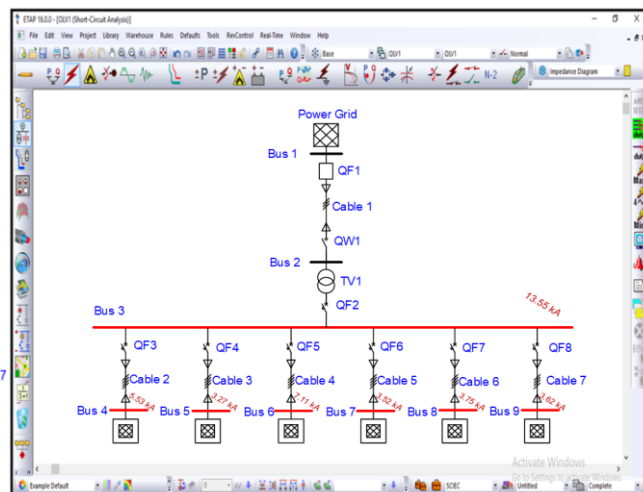 ETAP 16.0.0 - [OLV1 (Short-Circuit Analysis)]
File Edit View Project Library Warehouse Rules Defaults Tools RevControl Real-Time Window Help
Base OLV1 OLV1 Normal
N-2 Impedance Diagram
Power Grid
Bus 1
QF1
Cable 1
QW1
Bus 2
TV1
QF2
13.55 kA
Bus 3
QF3 QF4 QF5 QF6 QF7 QF8
7
Cable 2 Cable 3 Cable 4 Cable 5 Cable 6 Cable 7
5.53 kA 3.27 kA 2.11 kA 3.52 kA 3.75 kA 3.62 kA
Bus 4 Bus 5 Bus 6 Bus 7 Bus 8 Bus 9
Activate Windows
Go to Settings to activate Windows.
Example Default 0 kW SCIEC Untitled Complete